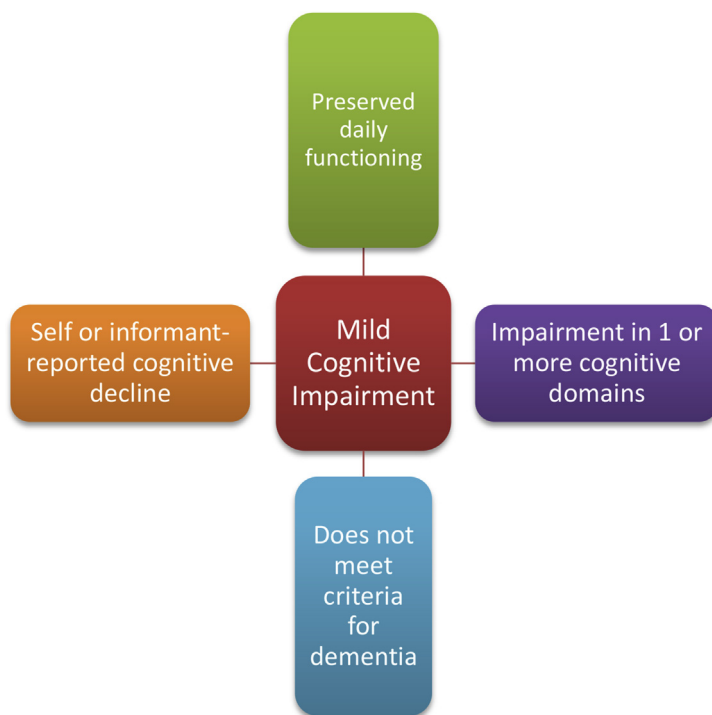 Preserved
daily
functioning
Self or informant-
reported cognitive
decline
Mild
Cognitive
Impairment
Impairment in 1 or
more cognitive
domains
Does not
meet
criteria
for
dementia